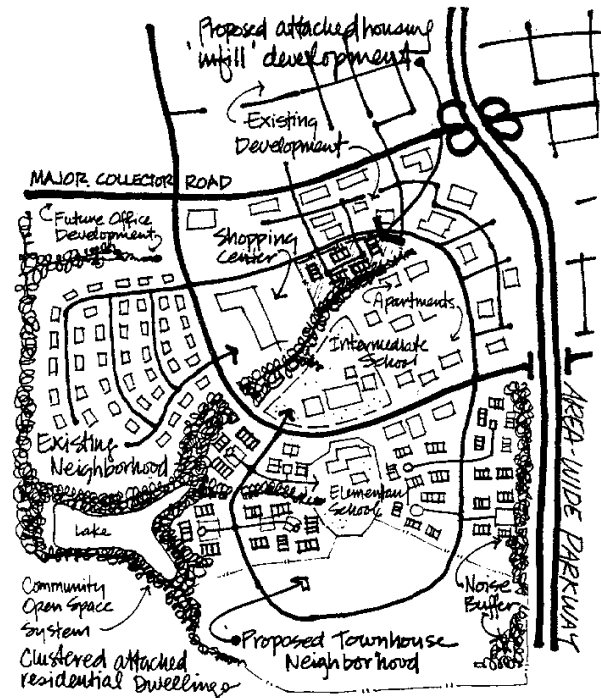 Proposed attached housing
'infill' development
Existing
Development
MAJOR COLLECTOR ROAD
Future Office
Development
Shopping
Center
Apartments
Intermediate
School
Existing
Neighborhood
Elementary
School
Lake
AREA-WIDE PARKWAY
Community
Open Space
System
Noise
Buffer
Proposed Townhouse
Neighborhood
Clustered attached
residential Dwellings